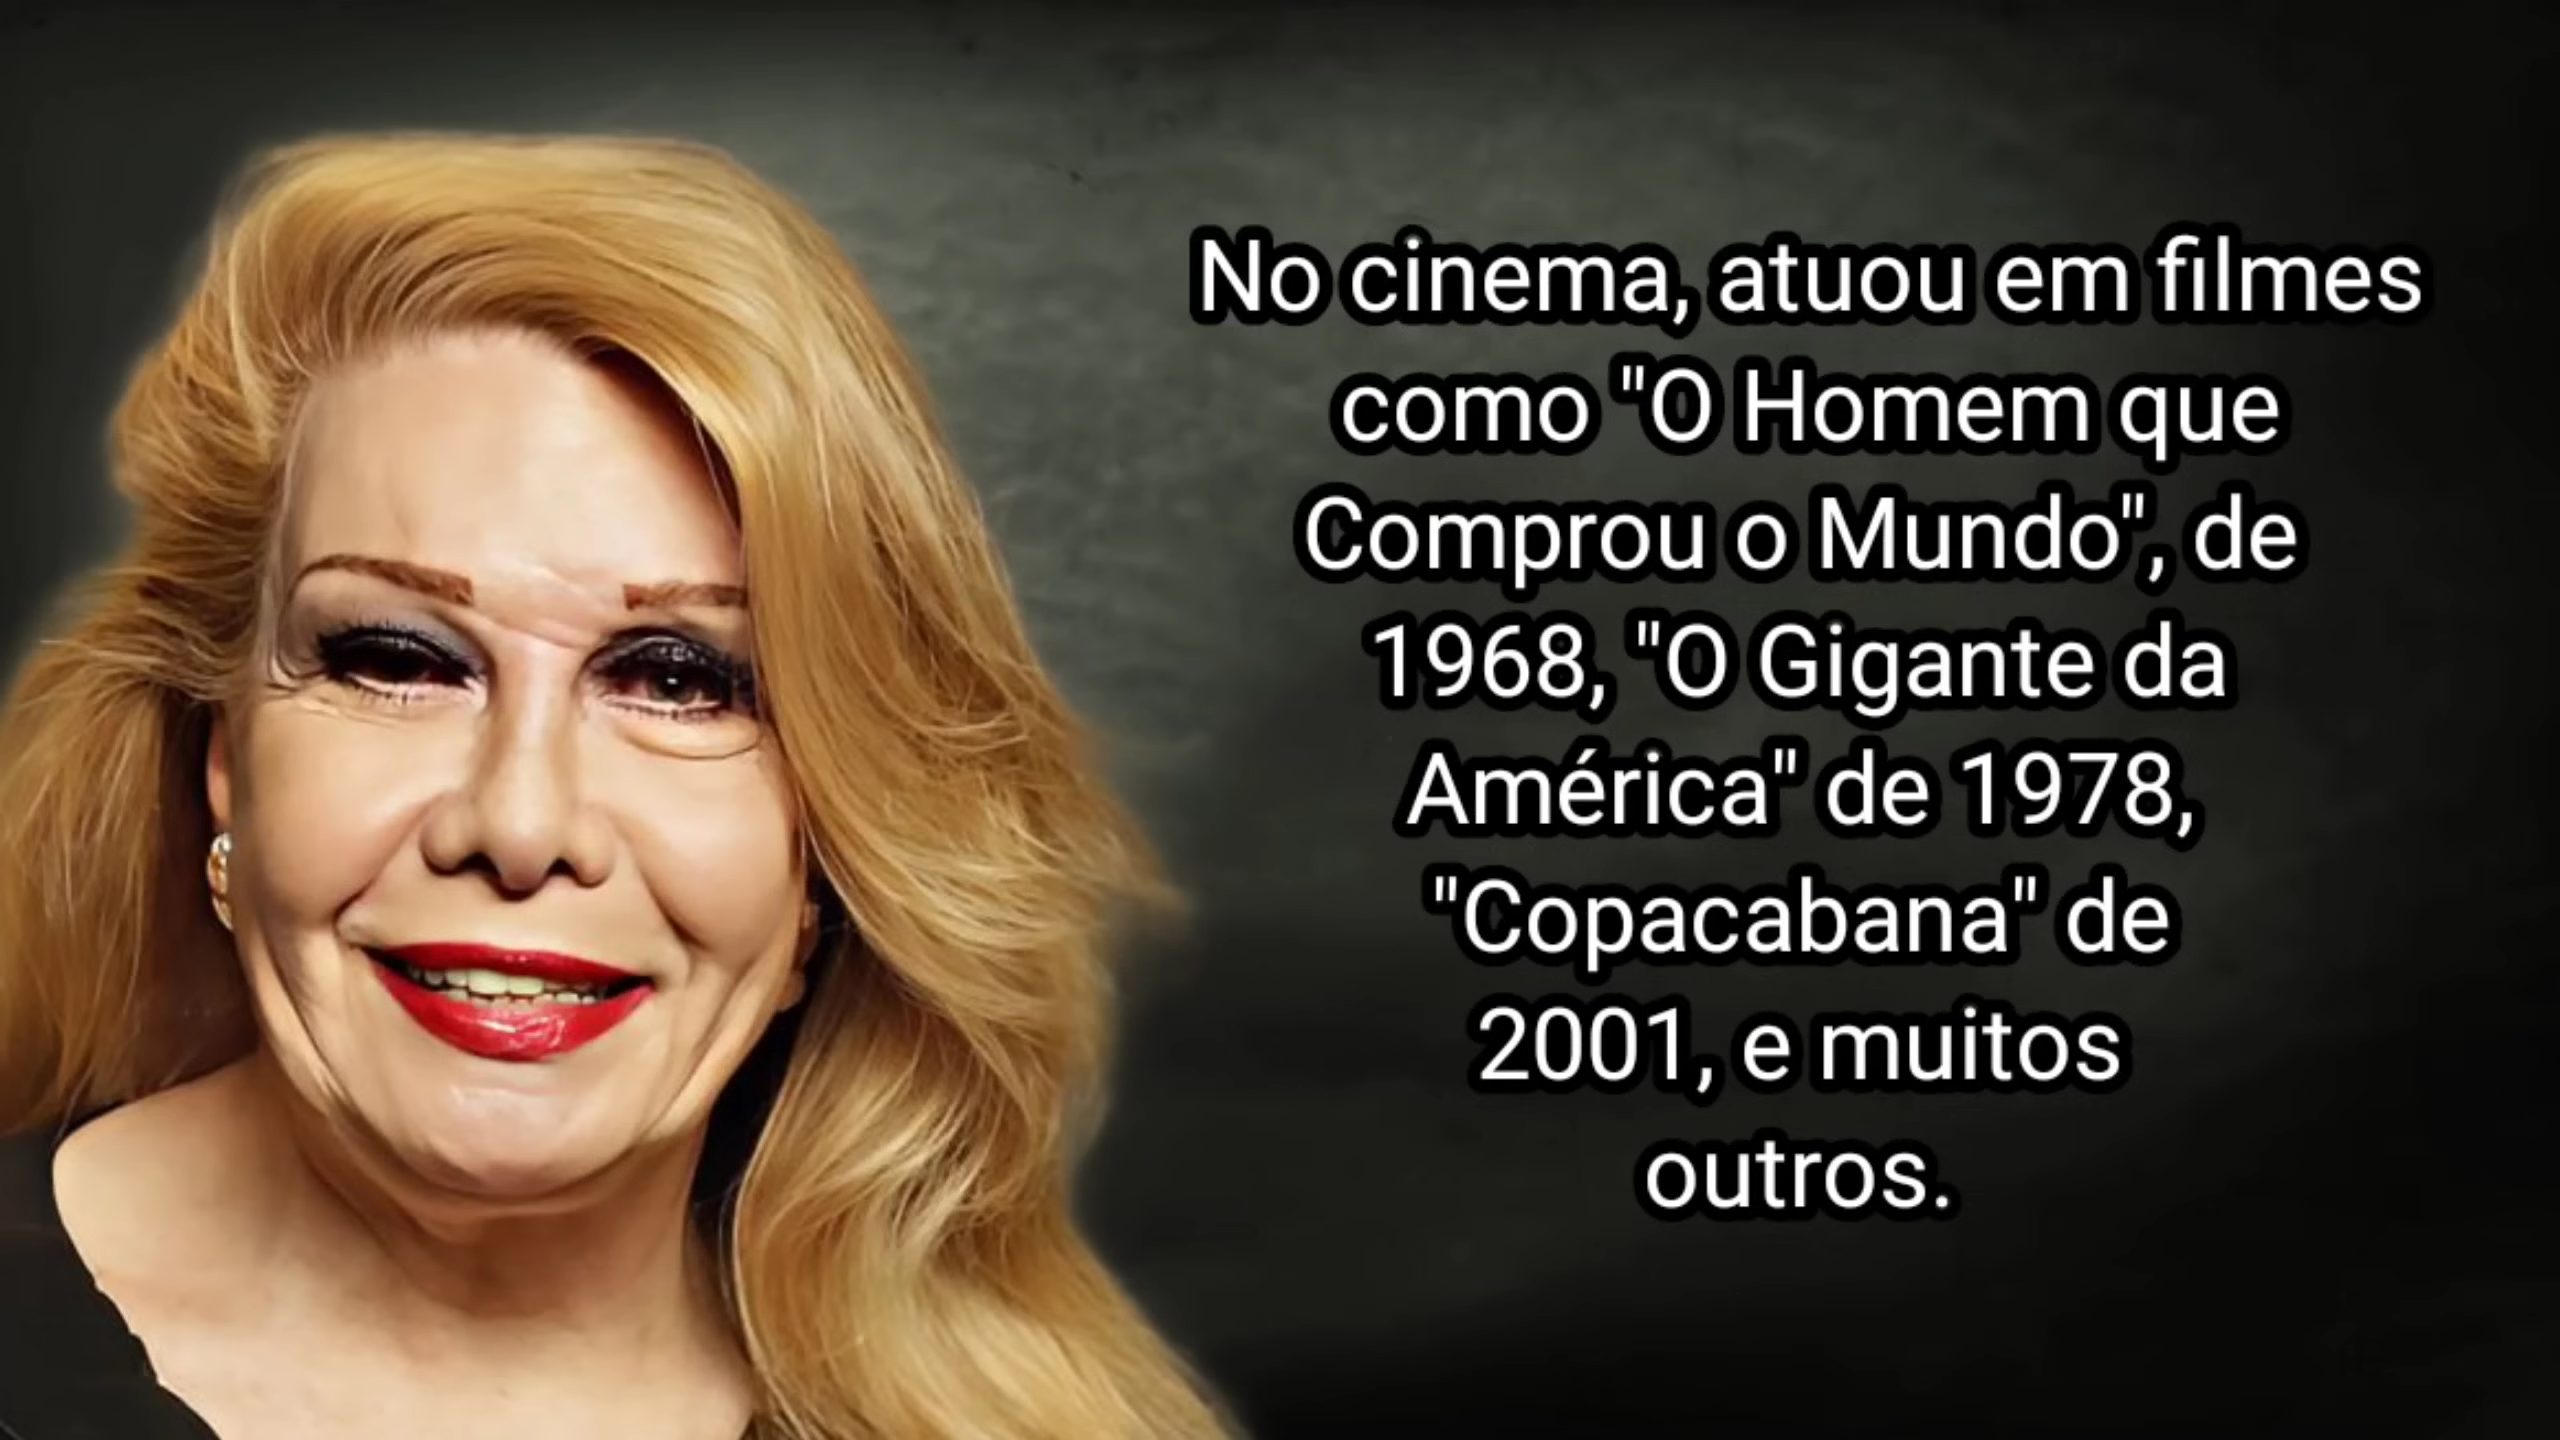 No cinema, atuou em filmes
como "O Homem que
Comprou o Mundo", de
1968, "O Gigante da
América" de 1978,
"Copacabana" de
2001, e muitos
outros.